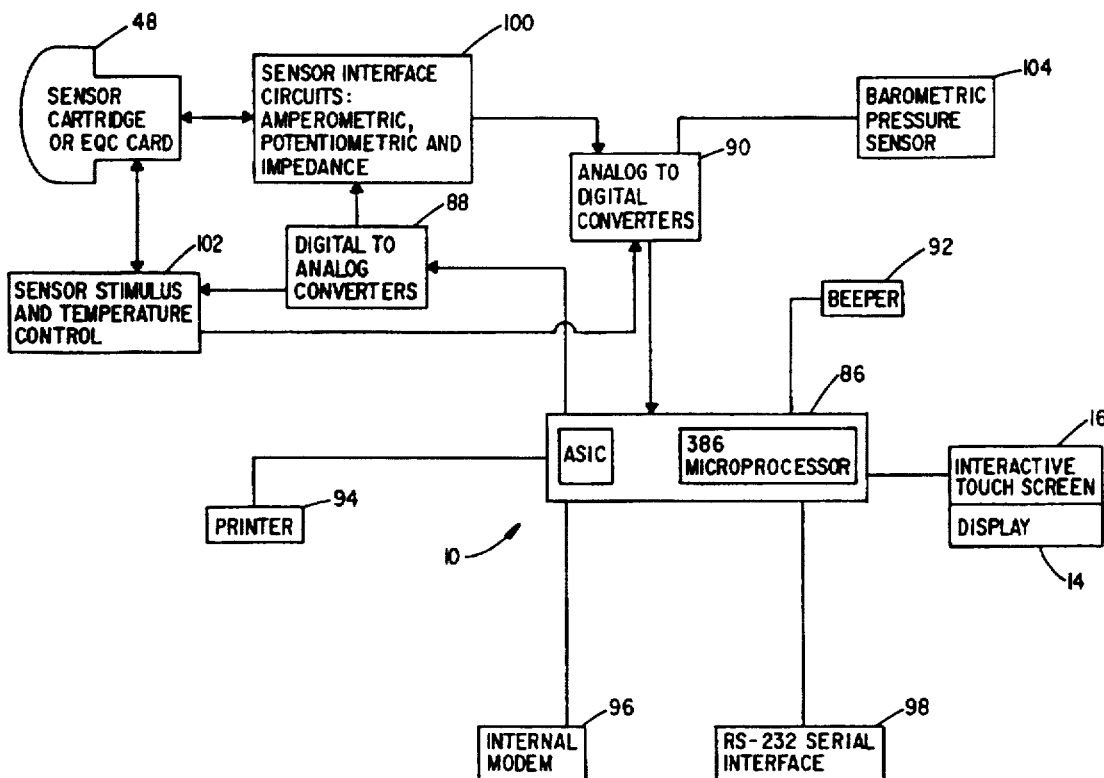 48
SENSOR
CARTRIDGE
OR EQC CARD
100
SENSOR INTERFACE
CIRCUITS:
AMPEROMETRIC,
POTENTIOMETRIC AND
IMPEDANCE
104
BAROMETRIC
PRESSURE
SENSOR
90
ANALOG TO
DIGITAL
CONVERTERS
88
DIGITAL TO
ANALOG
CONVERTERS
102
SENSOR STIMULUS
AND TEMPERATURE
CONTROL
92
BEEPER
86
ASIC
386
MICROPROCESSOR
16
INTERACTIVE
TOUCH SCREEN
DISPLAY
14
94
PRINTER
10
96
INTERNAL
MODEM
98
RS-232 SERIAL
INTERFACE